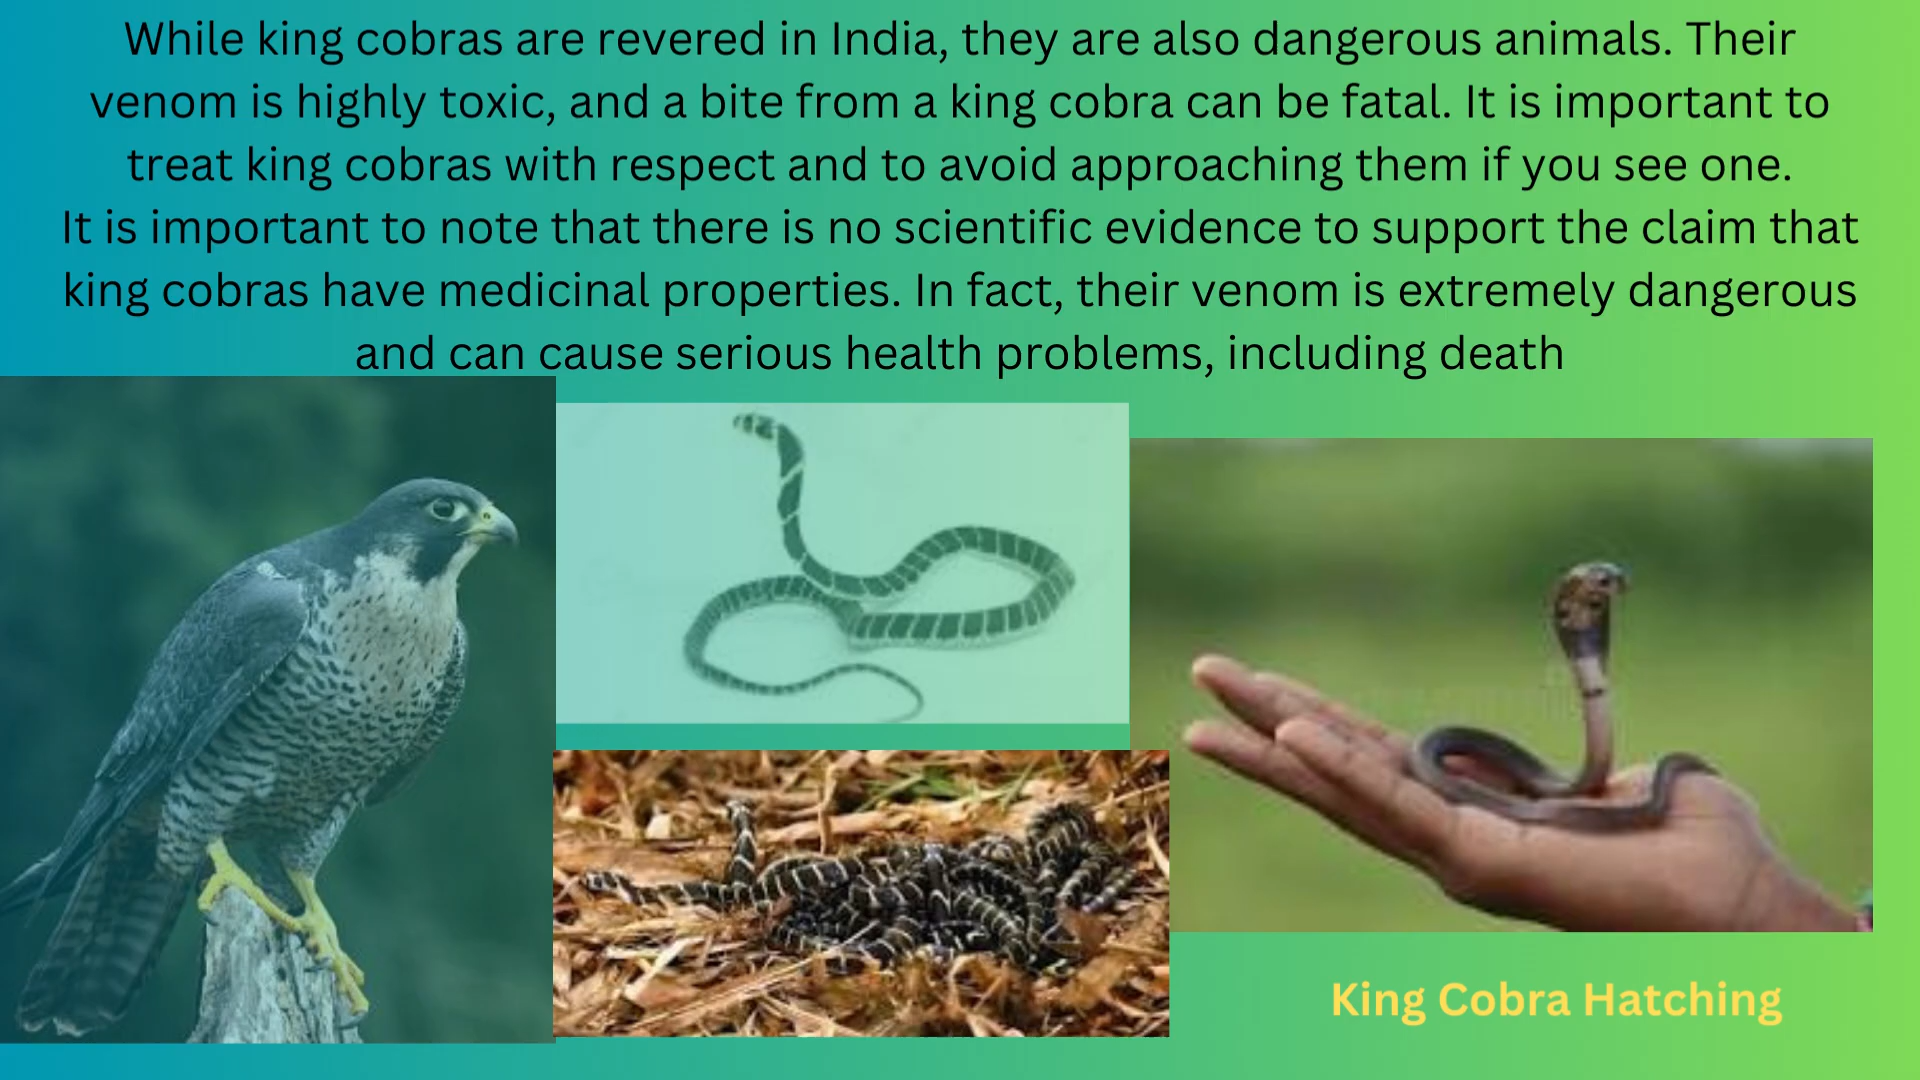 While king cobras are revered in India, they are also dangerous animals. Their
venom is highly toxic, and a bite from a king cobra can be fatal. It is important to
treat king cobras with respect and to avoid approaching them if you see one.
It is important to note that there is no scientific evidence to support the claim that
king cobras have medicinal properties. In fact, their venom is extremely dangerous
and can cause serious health problems, including death
King Cobra Hatching